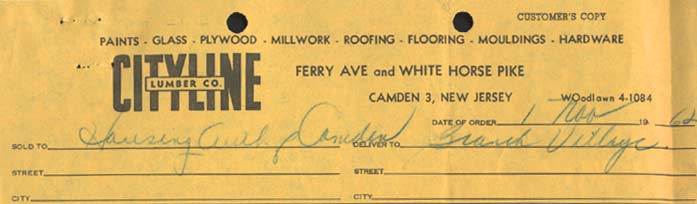 CUSTOMER'S COPY
PAINTS - GLASS - PLYWOOD - MILLWORK - ROOFING - FLOORING - MOULDINGS - HARDWARE
CITYLINE
LUMBER CO.
FERRY AVE and WHITE HORSE PIKE
CAMDEN 3, NEW JERSEY WOodlawn 4-1084
DATE OF ORDER 1 Nov 19 62
SOLD TO Housing Auth of Camden DELIVER TO Branch Village
STREET STREET
CITY CITY